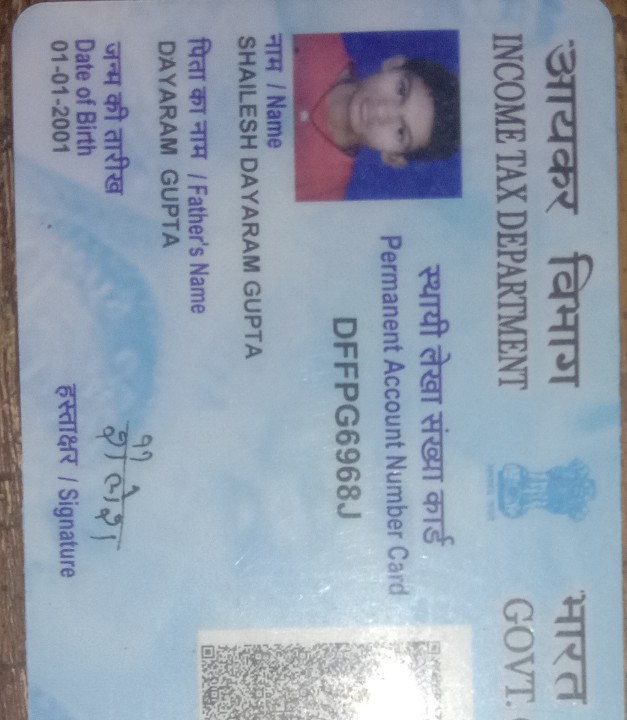 आयकर विभाग
INCOME TAX DEPARTMENT
भारत
GOVT.
स्थायी लेखा संख्या कार्ड
Permanent Account Number Card
DFFPG6968J
नाम / Name
SHAILESH DAYARAM GUPTA
पिता का नाम / Father's Name
DAYARAM GUPTA
जन्म की तारीख
Date of Birth
01-01-2001
शैलेश
हस्ताक्षर / Signature